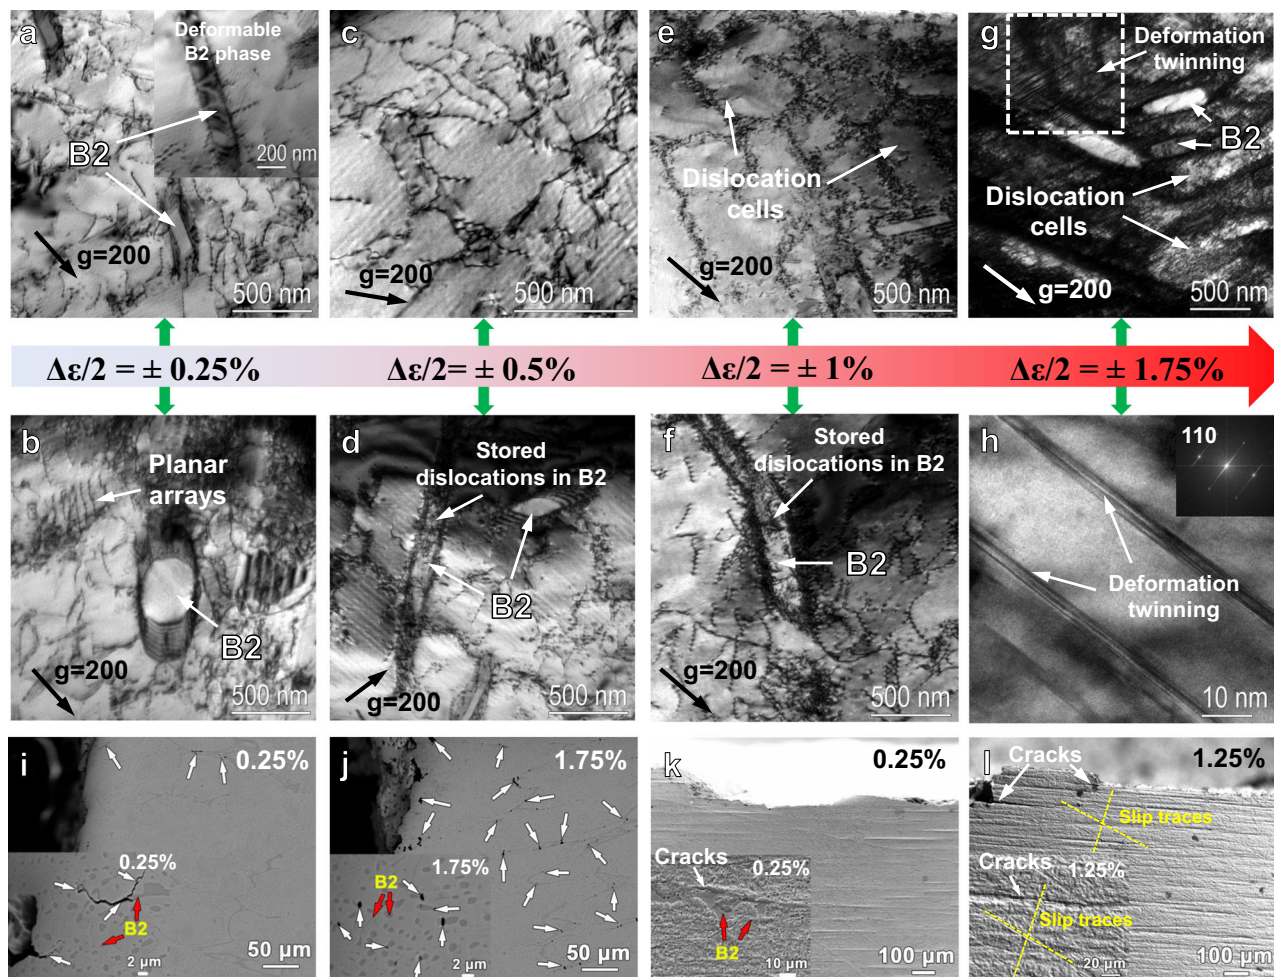 a
Deformable
B2 phase
B2
200 nm
g=200
500 nm
c
g=200
500 nm
e
Dislocation
cells
g=200
500 nm
g
Deformation
twinning
B2
Dislocation
cells
g=200
500 nm
Δε/2 = ± 0.25%
Δε/2= ± 0.5%
Δε/2 = ± 1%
Δε/2 = ± 1.75%
b
Planar
arrays
B2
g=200
500 nm
d
Stored
dislocations in B2
B2
g=200
500 nm
f
Stored
dislocations in B2
B2
g=200
500 nm
h
110
Deformation
twinning
10 nm
i
0.25%
0.25%
B2
2 µm
50 µm
j
1.75%
1.75%
B2
2 µm
50 µm
k
0.25%
Cracks
0.25%
B2
10 µm
100 µm
l
Cracks
1.25%
Slip traces
Cracks
1.25%
Slip traces
20 µm
100 µm